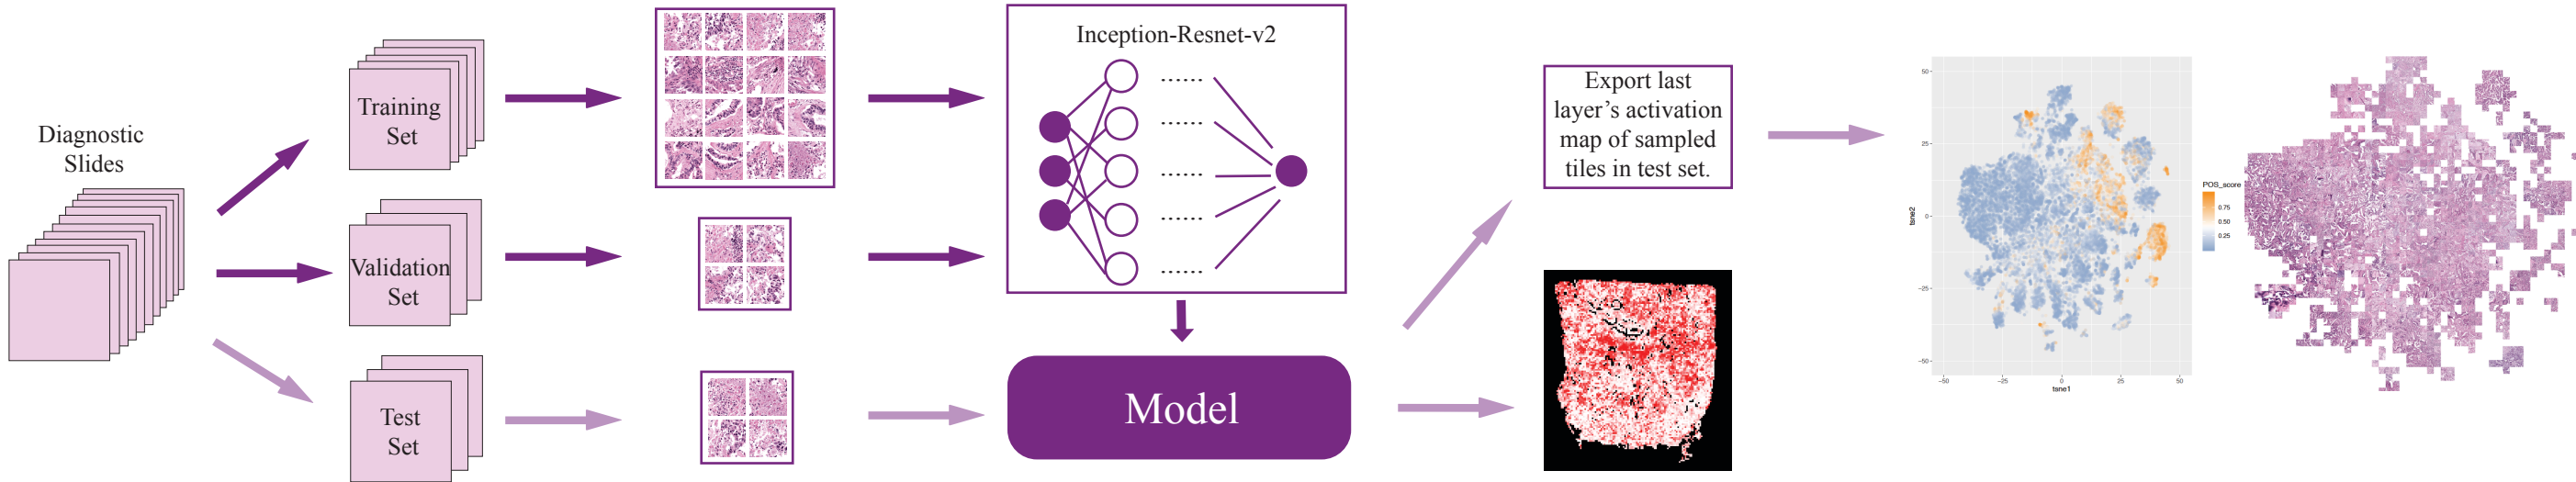 Diagnostic
Slides
Training
Set
Validation
Set
Test
Set
Inception-Resnet-v2
......
......
......
......
......
Model
Export last
layer’s activation
map of sampled
tiles in test set.
50
25
0
−25
−50
tsne2
−50
−25
0
25
50
tsne1
POS_score
0.75
0.50
0.25